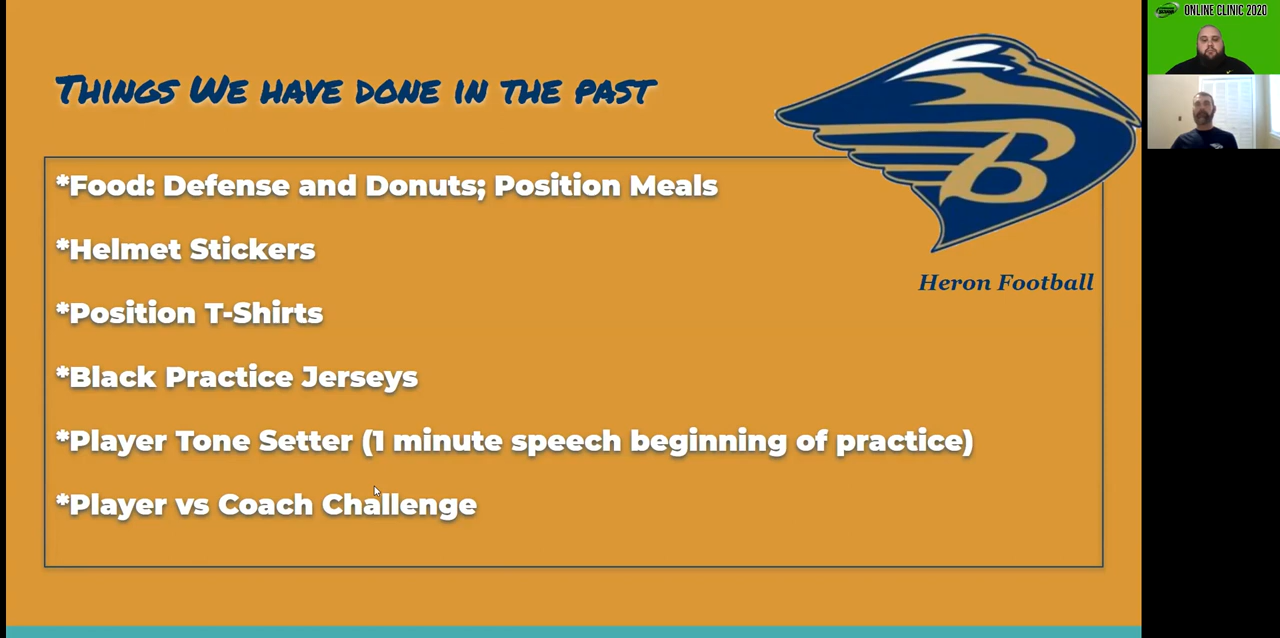 ONLINE CLINIC 2020
Things We have done in the past
B
*Food: Defense and Donuts; Position Meals
*Helmet Stickers
Heron Football
*Position T-Shirts
*Black Practice Jerseys
*Player Tone Setter (1 minute speech beginning of practice)
*Player vs Coach Challenge